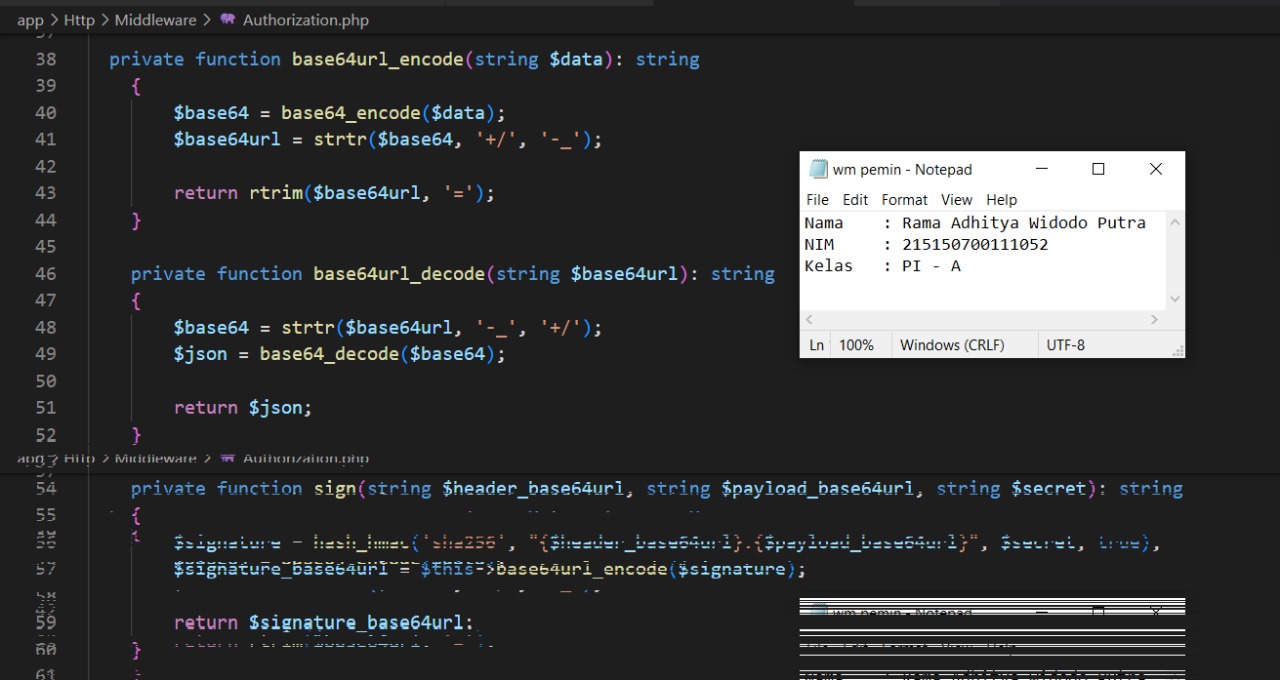 app > Http > Middleware > Authorization.php
38 private function base64url_encode(string $data): string
39 {
40 $base64 = base64_encode($data);
41 $base64url = strtr($base64, '+/', '-_');
42
43 return rtrim($base64url, '=');
44 }
45
46 private function base64url_decode(string $base64url): string
47 {
48 $base64 = strtr($base64url, '-_', '+/');
49 $json = base64_decode($base64);
50
51 return $json;
52 }
wm pemin - Notepad
File Edit Format View Help
Nama : Rama Adhitya Widodo Putra
NIM : 215150700111052
Kelas : PI - A
Ln 100% Windows (CRLF) UTF-8
app > Http > Middleware > Authorization.php
54 private function sign(string $header_base64url, string $payload_base64url, string $secret): string
55 {
56 $signature = hash_hmac('sha256', "{$header_base64url}.{$payload_base64url}", $secret, true);
57 $signature_base64url = $this->base64url_encode($signature);
59 return $signature_base64url;
60 }
61
wm pemin - Notepad